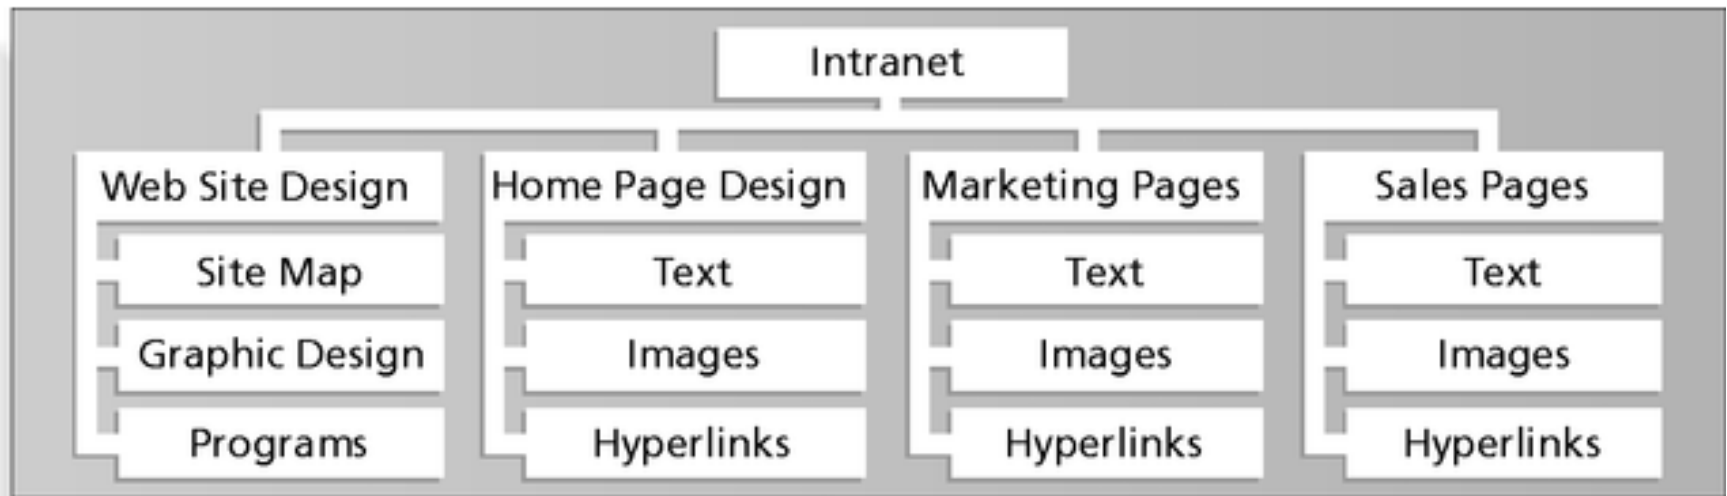 Intranet
Web Site Design
Home Page Design
Marketing Pages
Sales Pages
Site Map
Text
Text
Text
Graphic Design
Images
Images
Images
Programs
Hyperlinks
Hyperlinks
Hyperlinks